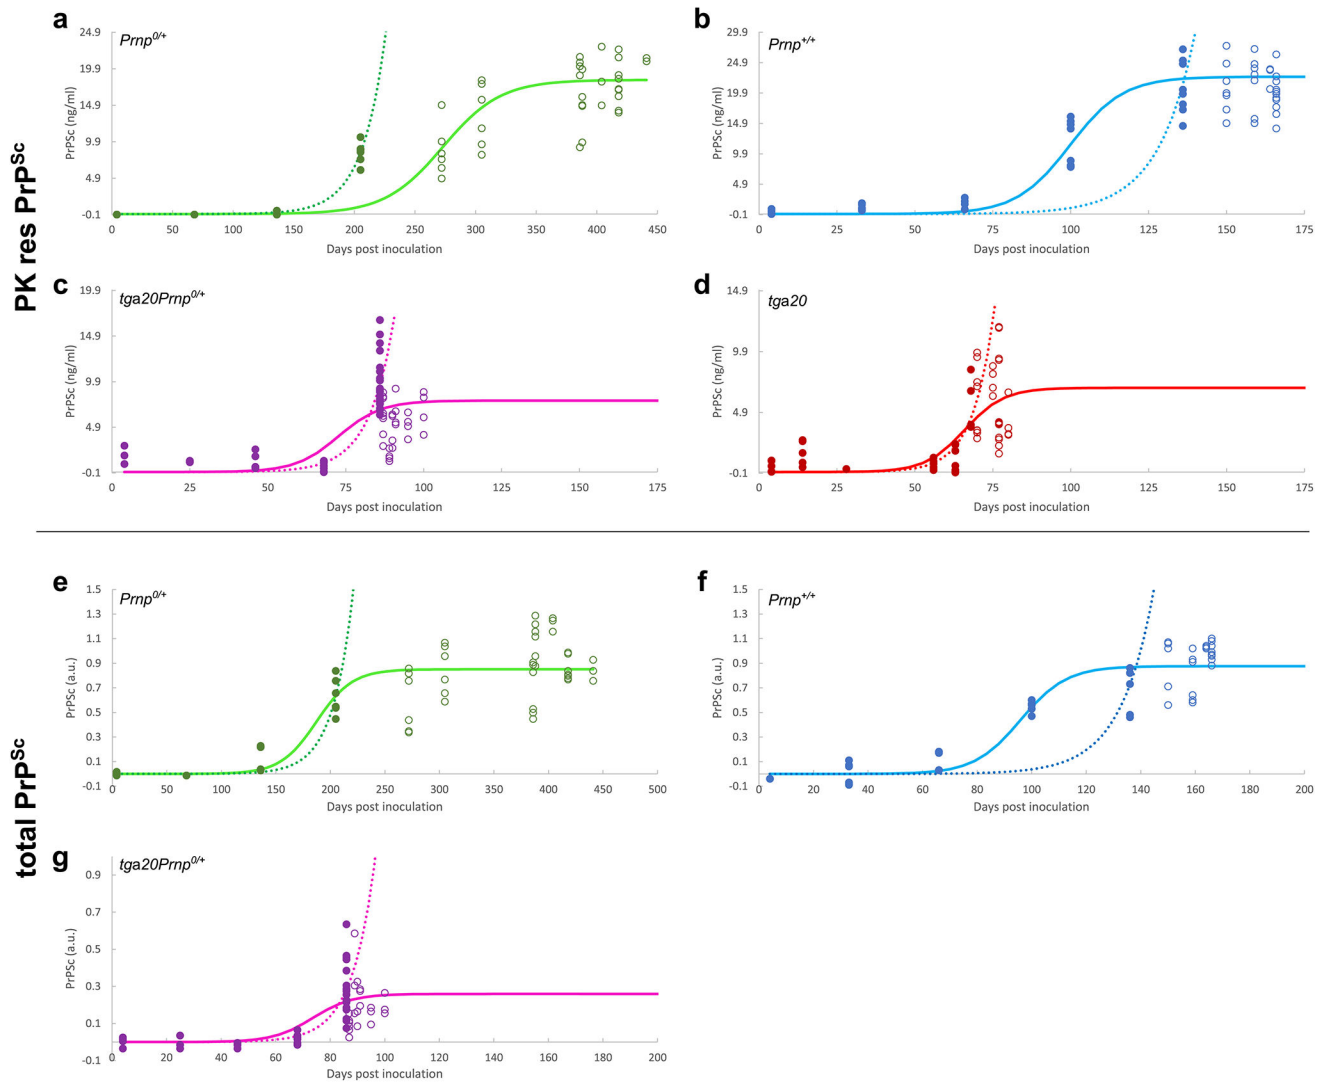 PK res PrPSc
a
Prnp0/+
24.9
19.9
14.9
9.9
4.9
-0.1
PrPSc (ng/ml)
0 50 100 150 200 250 300 350 400 450
Days post inoculation
b
Prnp+/+
29.9
24.9
19.9
14.9
9.9
4.9
-0.1
PrPSc (ng/ml)
0 25 50 75 100 125 150 175
Days post inoculation
c
tga20Prnp0/+
19.9
14.9
9.9
4.9
-0.1
PrPSc (ng/ml)
0 25 50 75 100 125 150 175
Days post inoculation
d
tga20
14.9
9.9
4.9
-0.1
PrPSc (ng/ml)
0 25 50 75 100 125 150 175
Days post inoculation
total PrPSc
e
Prnp0/+
1.5
1.3
1.1
0.9
0.7
0.5
0.3
0.1
-0.1
PrPSc (a.u.)
0 50 100 150 200 250 300 350 400 450 500
Days post inoculation
f
Prnp+/+
1.5
1.3
1.1
0.9
0.7
0.5
0.3
0.1
-0.1
PrPSc (a.u.)
0 20 40 60 80 100 120 140 160 180 200
Days post inoculation
g
tga20Prnp0/+
0.9
0.7
0.5
0.3
0.1
-0.1
PrPSc (a.u.)
0 20 40 60 80 100 120 140 160 180 200
Days post inoculation